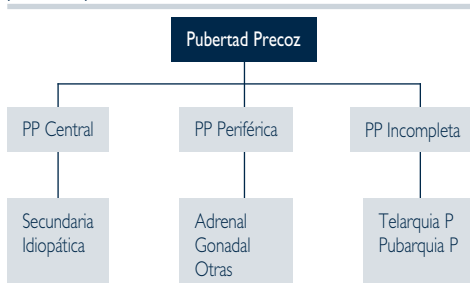 Pubertad Precoz
PP Central
PP Periférica
PP Incompleta
Secundaria
Idiopática
Adrenal
Gonadal
Otras
Telarquia P
Pubarquia P